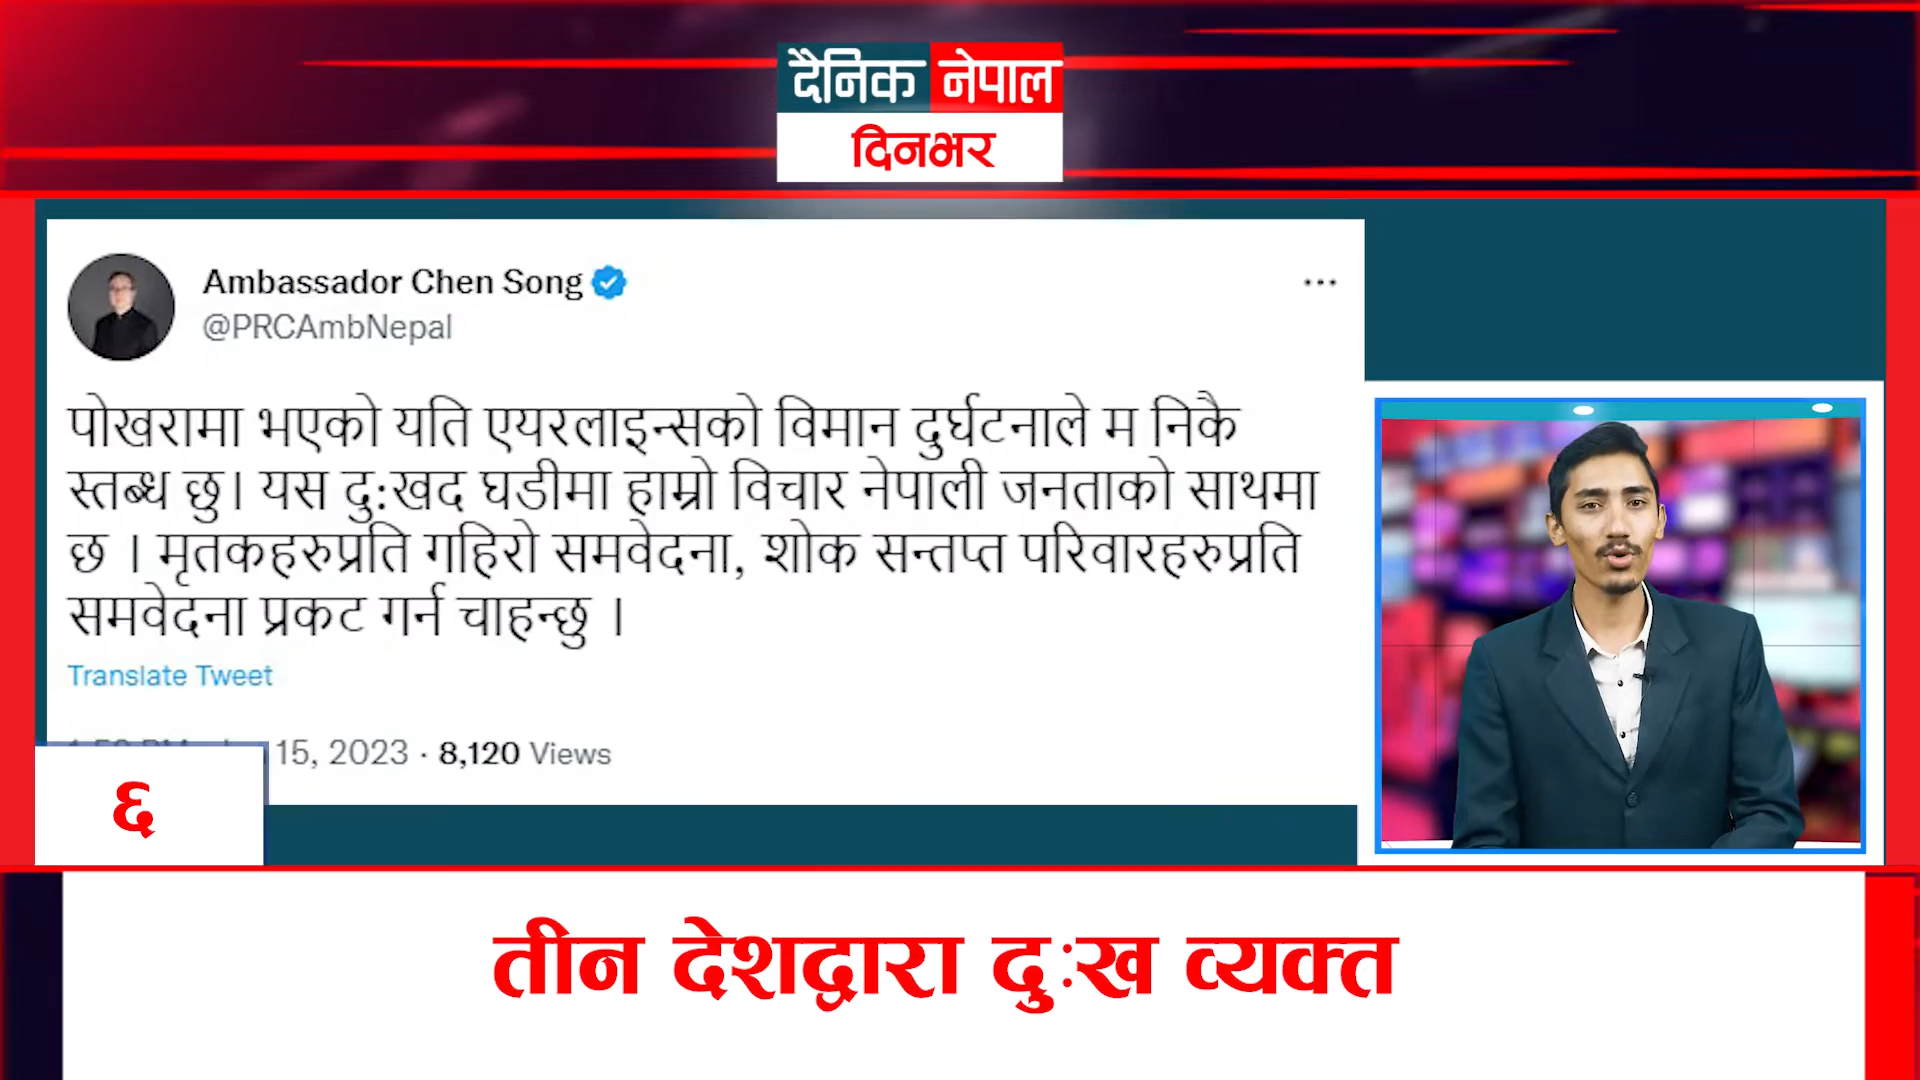 दैनिक नेपाल
दिनभर
Ambassador Chen Song
@PRCAmbNepal
पोखरामा भएको यति एयरलाइन्सको विमान दुर्घटनाले म निकै
स्तब्ध छु। यस दु:खद घडीमा हाम्रो विचार नेपाली जनताको साथमा
छ । मृतकहरुप्रति गहिरो समवेदना, शोक सन्तप्त परिवारहरुप्रति
समवेदना प्रकट गर्न चाहन्छु ।
Translate Tweet
15, 2023 · 8,120 Views
६
तीन देशद्वारा दुःख व्यक्त